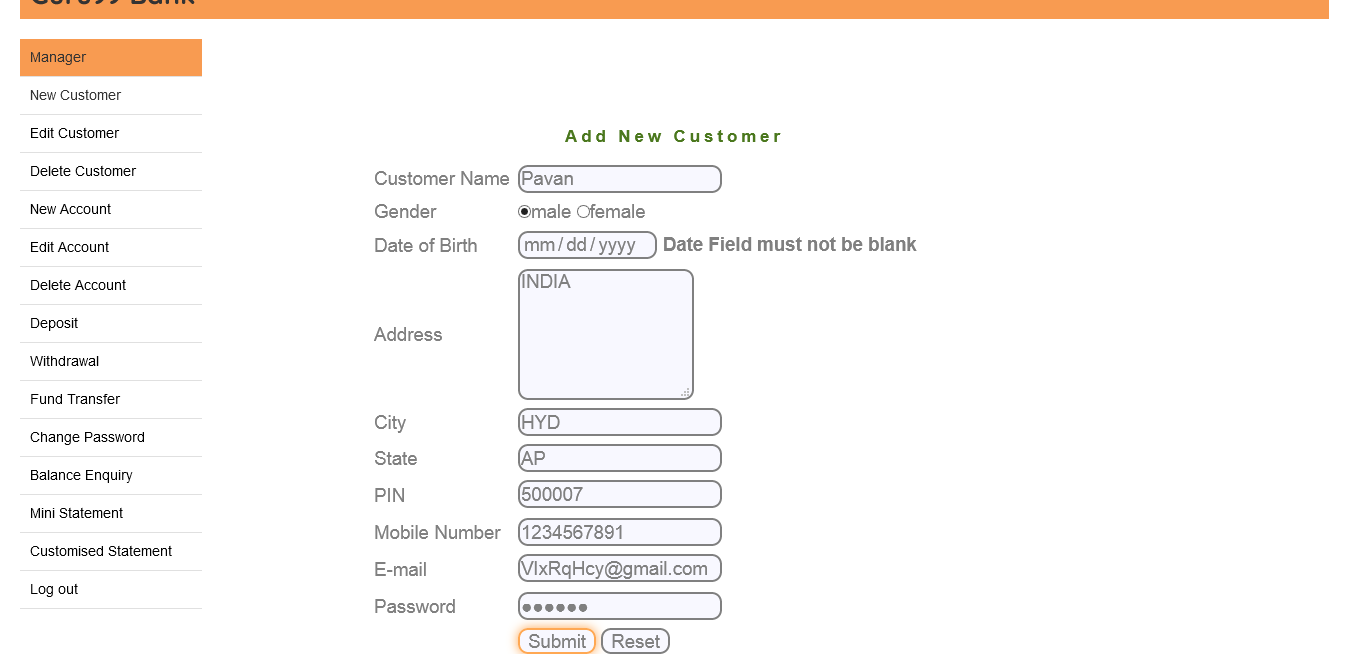 Manager
New Customer
Edit Customer
Delete Customer
New Account
Edit Account
Delete Account
Deposit
Withdrawal
Fund Transfer
Change Password
Balance Enquiry
Mini Statement
Customised Statement
Log out
Add New Customer
Customer Name Pavan
Gender male female
Date of Birth mm/dd/yyyy Date Field must not be blank
Address INDIA
City HYD
State AP
PIN 500007
Mobile Number 1234567891
E-mail VIxRqHcy@gmail.com
Password ●●●●●●
Submit Reset